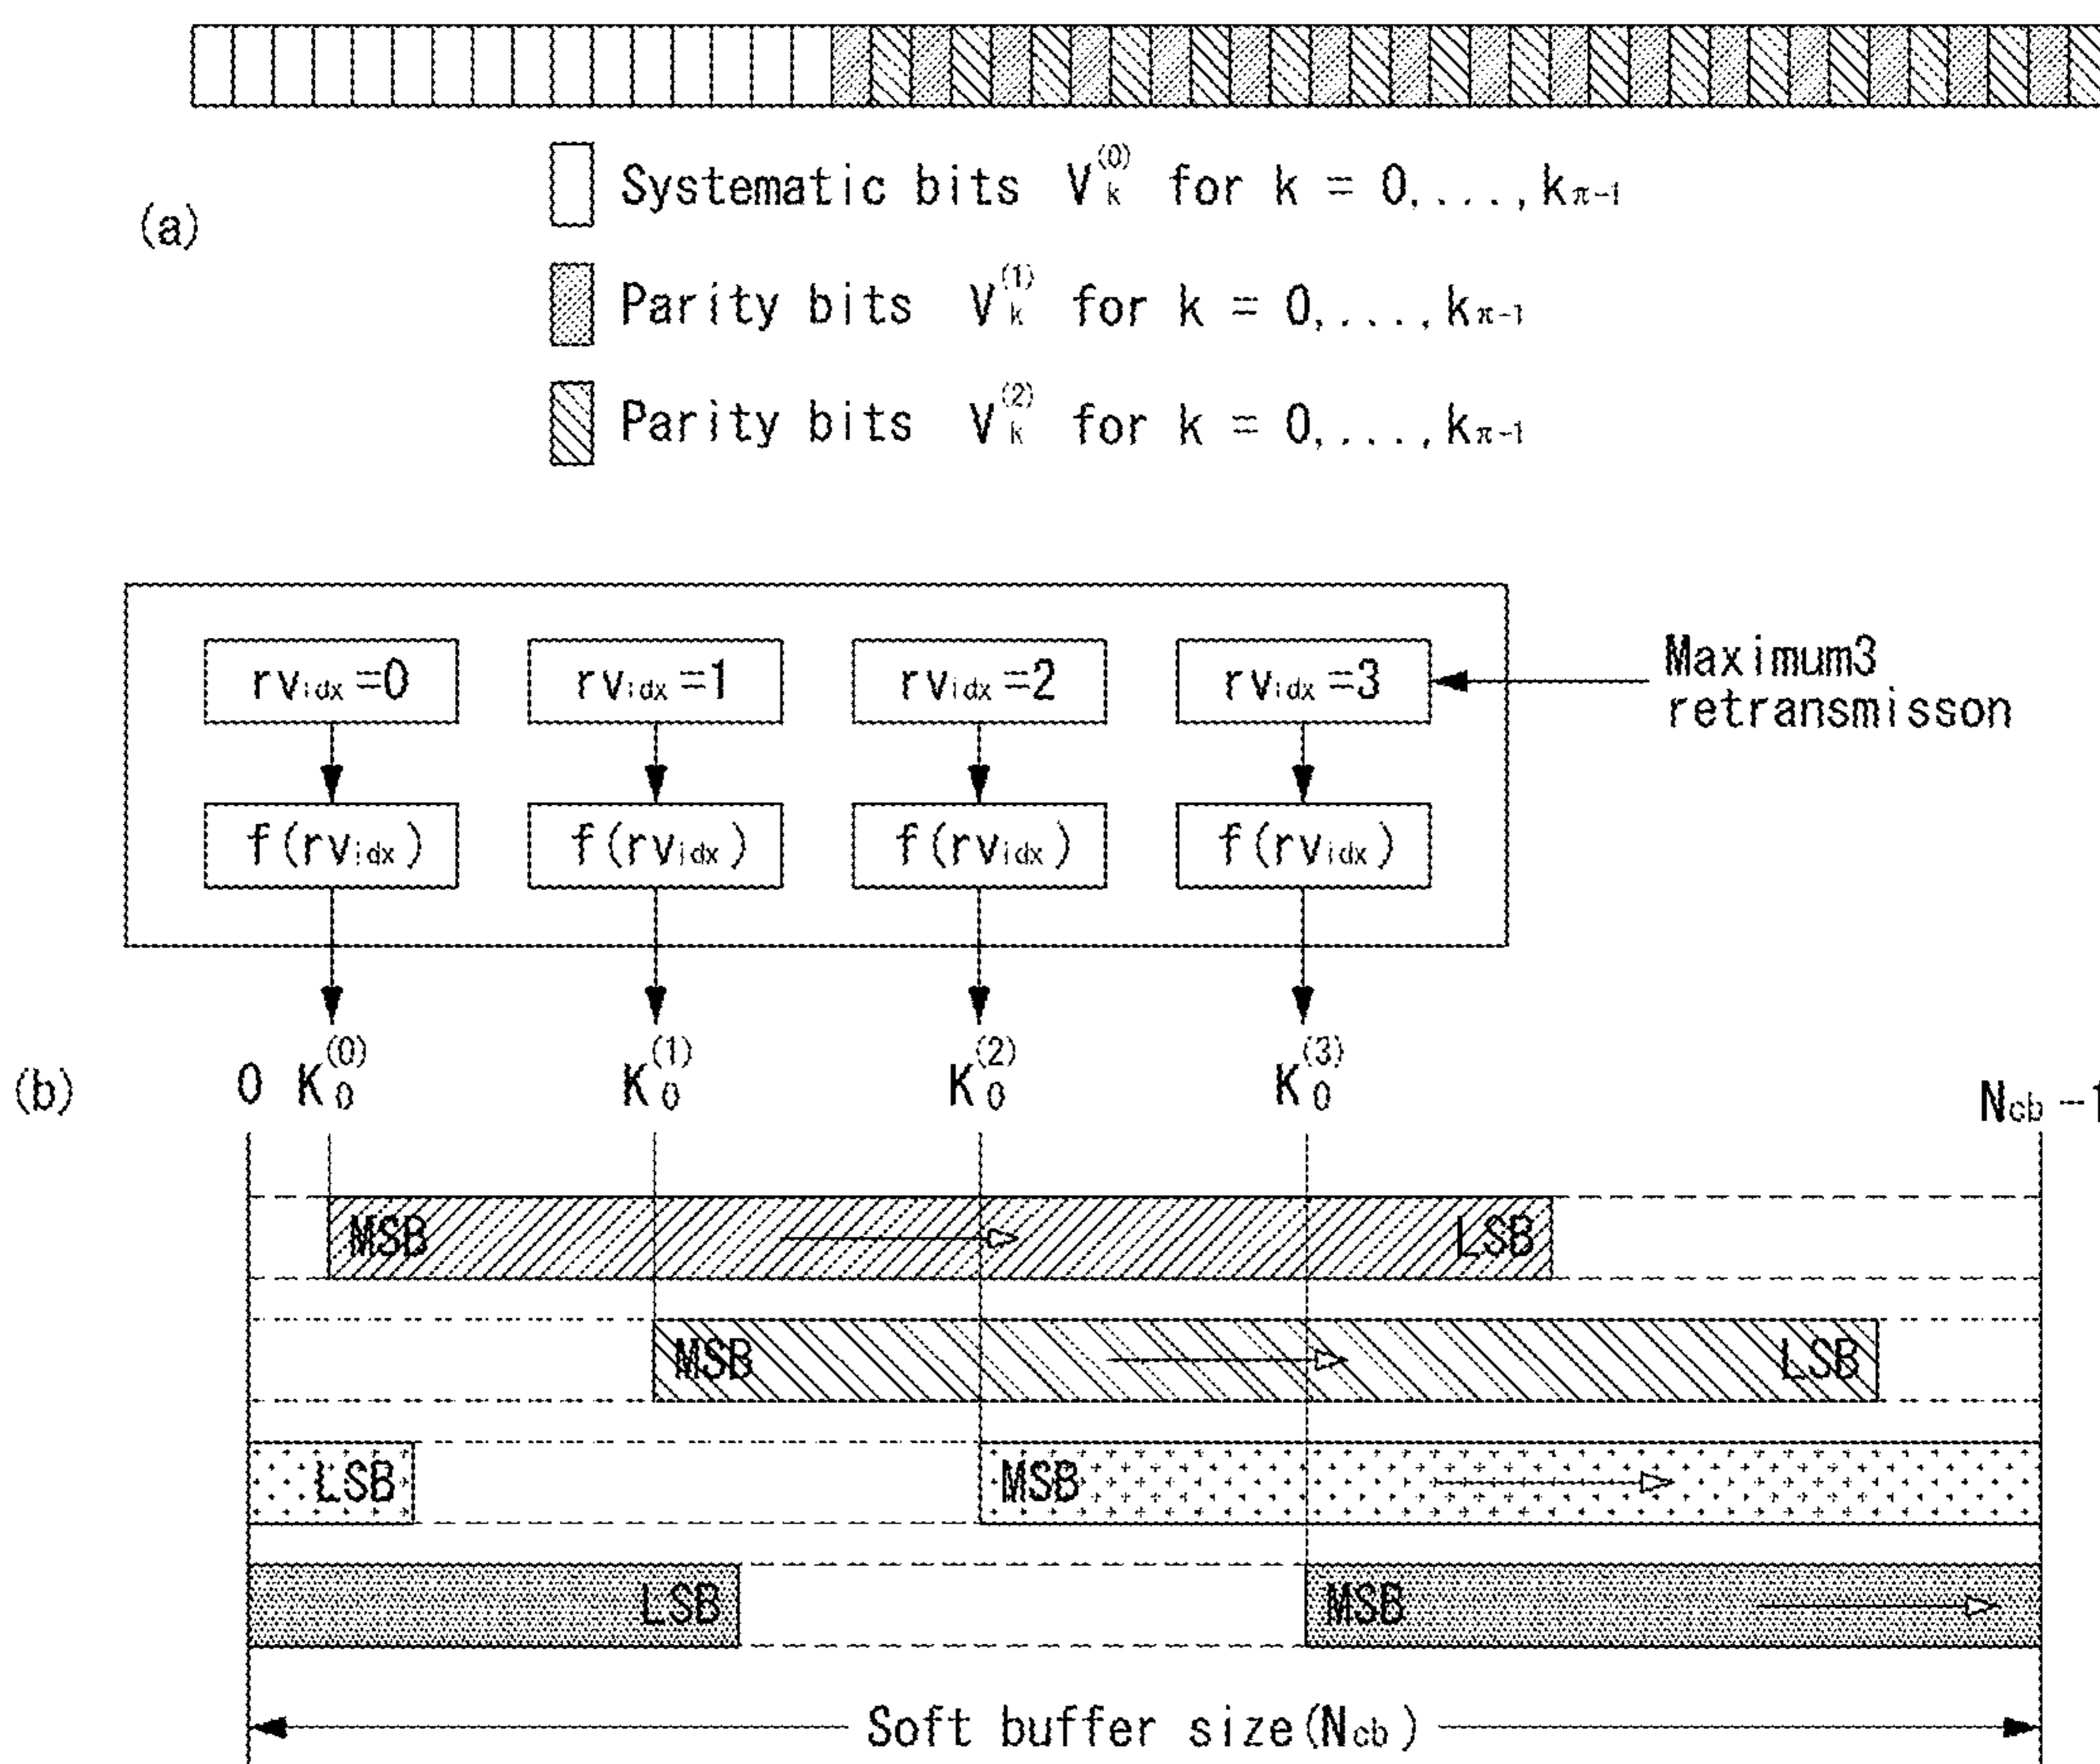 Systematic bits V_k^(0) for k = 0,....,k_π-1
(a)
Parity bits V_k^(1) for k = 0,....,k_π-1
Parity bits V_k^(2) for k = 0,....,k_π-1
rv_idx=0 rv_idx=1 rv_idx=2 rv_idx=3
Maximum3
retransmisson
f(rv_idx) f(rv_idx) f(rv_idx) f(rv_idx)
(b) 0 K_0^(0) K_0^(1) K_0^(2) K_0^(3) N_cb-1
MSB LSB
MSB LSB
LSB MSB
LSB MSB
Soft buffer size(N_cb)